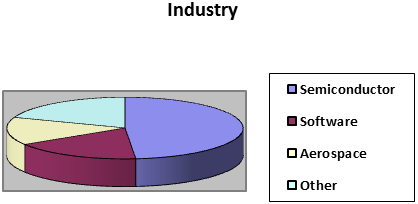 Industry
Semiconductor
Software
Aerospace
Other